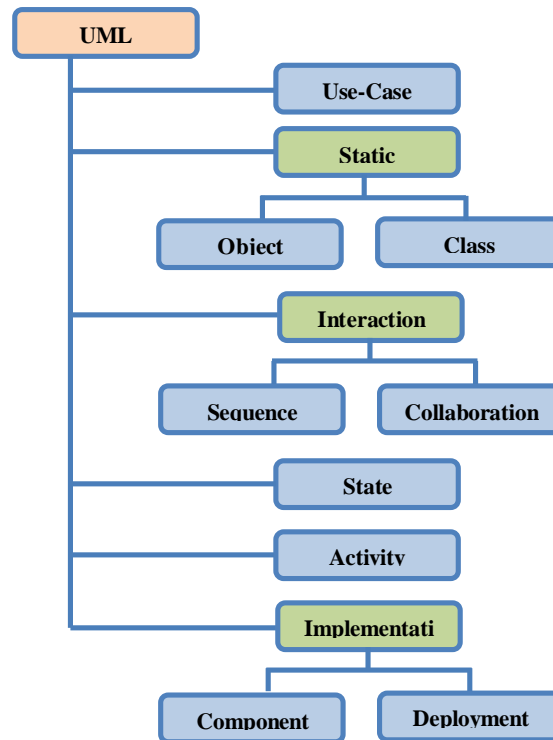 UML
Use-Case
Static
Object
Class
Interaction
Sequence
Collaboration
State
Activity
Implementati
Component
Deployment